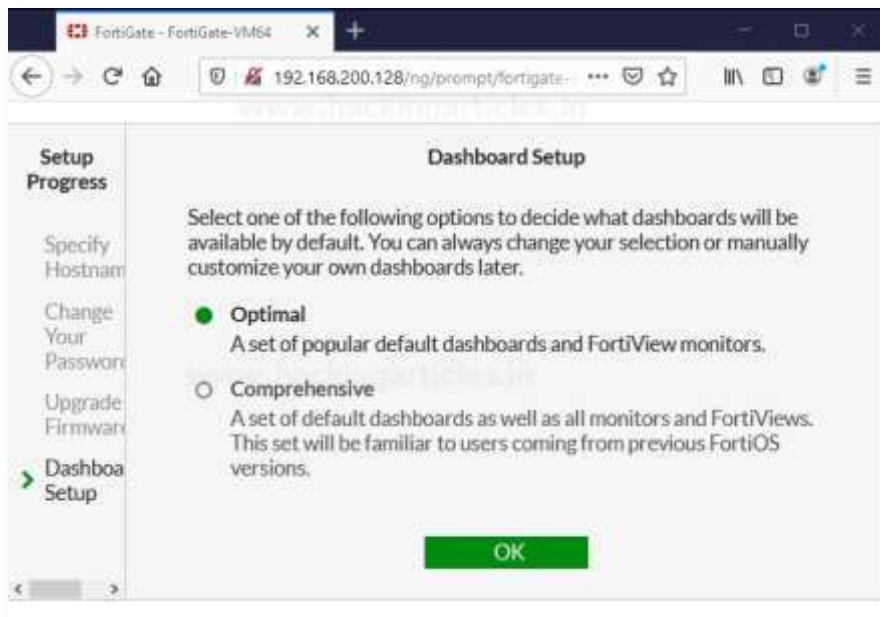 FortiGate - FortiGate-VM64
192.168.200.128/ng/prompt/fortigate-
www.hackingarticles.in
Setup
Progress
Specify
Hostnam
Change
Your
Password
Upgrade
Firmware
Dashboa
Setup
Dashboard Setup
Select one of the following options to decide what dashboards will be
available by default. You can always change your selection or manually
customize your own dashboards later.
Optimal
A set of popular default dashboards and FortiView monitors.
www.hackingarticles.in
Comprehensive
A set of default dashboards as well as all monitors and FortiViews.
This set will be familiar to users coming from previous FortiOS
versions.
OK